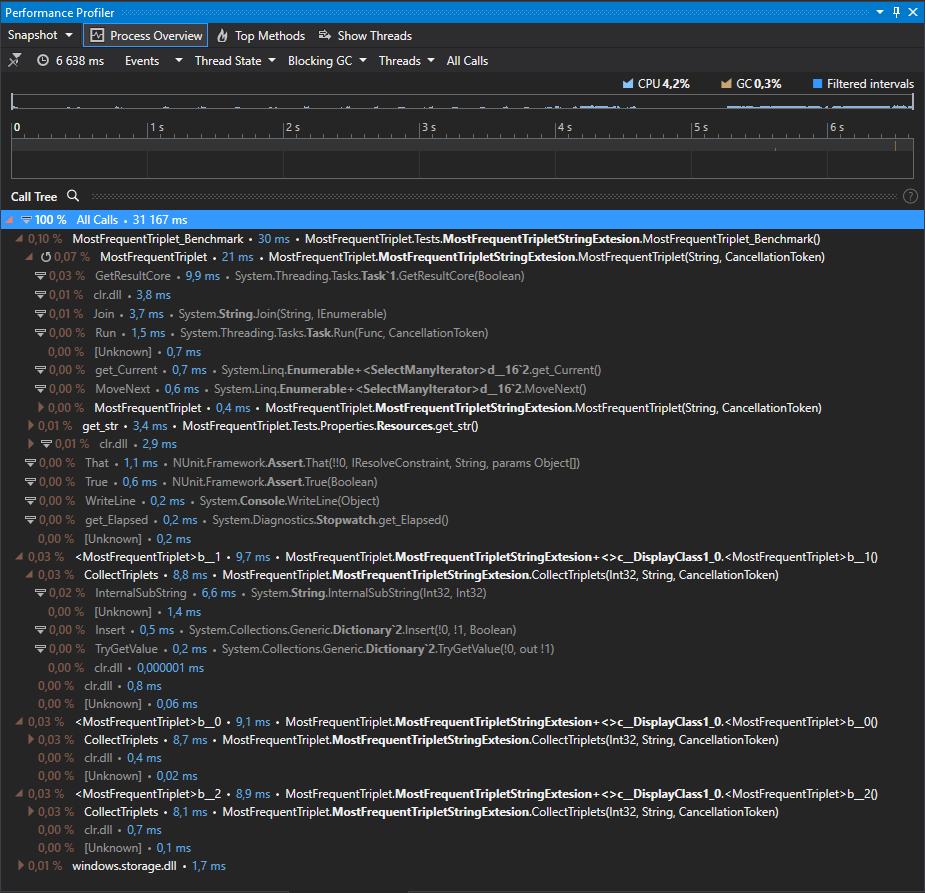 Performance Profiler
Snapshot Process Overview Top Methods Show Threads
6 638 ms Events Thread State Blocking GC Threads All Calls
CPU 4,2% GC 0,3% Filtered intervals
0 1 s 2 s 3 s 4 s 5 s 6 s
Call Tree ?
100 % All Calls • 31 167 ms
0,10 % MostFrequentTriplet_Benchmark • 30 ms • MostFrequentTriplet.Tests.MostFrequentTripletStringExtesion.MostFrequentTriplet_Benchmark()
0,07 % MostFrequentTriplet • 21 ms • MostFrequentTriplet.MostFrequentTripletStringExtesion.MostFrequentTriplet(String, CancellationToken)
0,03 % GetResultCore • 9,9 ms • System.Threading.Tasks.Task`1.GetResultCore(Boolean)
0,01 % clr.dll • 3,8 ms
0,01 % Join • 3,7 ms • System.String.Join(String, IEnumerable)
0,00 % Run • 1,5 ms • System.Threading.Tasks.Task.Run(Func, CancellationToken)
0,00 % [Unknown] • 0,7 ms
0,00 % get_Current • 0,7 ms • System.Linq.Enumerable+<SelectManyIterator>d__16`2.get_Current()
0,00 % MoveNext • 0,6 ms • System.Linq.Enumerable+<SelectManyIterator>d__16`2.MoveNext()
0,00 % MostFrequentTriplet • 0,4 ms • MostFrequentTriplet.MostFrequentTripletStringExtesion.MostFrequentTriplet(String, CancellationToken)
0,01 % get_str • 3,4 ms • MostFrequentTriplet.Tests.Properties.Resources.get_str()
0,01 % clr.dll • 2,9 ms
0,00 % That • 1,1 ms • NUnit.Framework.Assert.That(!!0, IResolveConstraint, String, params Object[])
0,00 % True • 0,6 ms • NUnit.Framework.Assert.True(Boolean)
0,00 % WriteLine • 0,2 ms • System.Console.WriteLine(Object)
0,00 % get_Elapsed • 0,2 ms • System.Diagnostics.Stopwatch.get_Elapsed()
0,00 % [Unknown] • 0,2 ms
0,03 % <MostFrequentTriplet>b__1 • 9,7 ms • MostFrequentTriplet.MostFrequentTripletStringExtesion+<>c__DisplayClass1_0.<MostFrequentTriplet>b__1()
0,03 % CollectTriplets • 8,8 ms • MostFrequentTriplet.MostFrequentTripletStringExtesion.CollectTriplets(Int32, String, CancellationToken)
0,02 % InternalSubString • 6,6 ms • System.String.InternalSubString(Int32, Int32)
0,00 % [Unknown] • 1,4 ms
0,00 % Insert • 0,5 ms • System.Collections.Generic.Dictionary`2.Insert(!0, !1, Boolean)
0,00 % TryGetValue • 0,2 ms • System.Collections.Generic.Dictionary`2.TryGetValue(!0, out !1)
0,00 % clr.dll • 0,000001 ms
0,00 % clr.dll • 0,8 ms
0,00 % [Unknown] • 0,06 ms
0,03 % <MostFrequentTriplet>b__0 • 9,1 ms • MostFrequentTriplet.MostFrequentTripletStringExtesion+<>c__DisplayClass1_0.<MostFrequentTriplet>b__0()
0,03 % CollectTriplets • 8,7 ms • MostFrequentTriplet.MostFrequentTripletStringExtesion.CollectTriplets(Int32, String, CancellationToken)
0,00 % clr.dll • 0,4 ms
0,00 % [Unknown] • 0,02 ms
0,03 % <MostFrequentTriplet>b__2 • 8,9 ms • MostFrequentTriplet.MostFrequentTripletStringExtesion+<>c__DisplayClass1_0.<MostFrequentTriplet>b__2()
0,03 % CollectTriplets • 8,1 ms • MostFrequentTriplet.MostFrequentTripletStringExtesion.CollectTriplets(Int32, String, CancellationToken)
0,00 % clr.dll • 0,7 ms
0,00 % [Unknown] • 0,1 ms
0,01 % windows.storage.dll • 1,7 ms